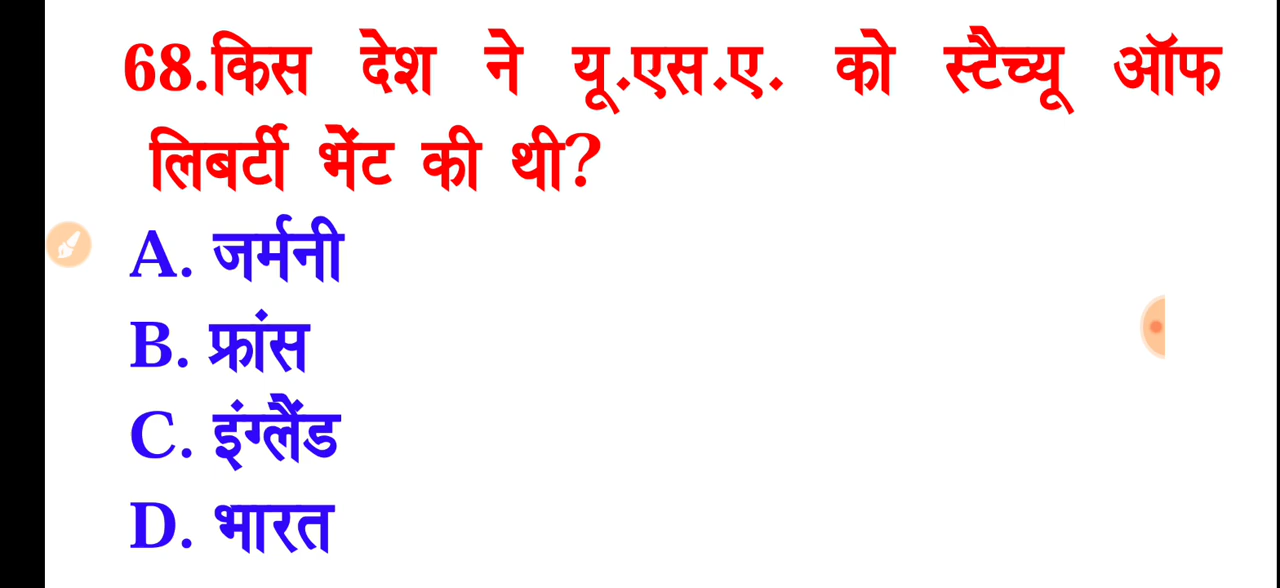 68.किस देश ने यू.एस.ए. को स्टैच्यू ऑफ
लिबर्टी भेंट की थी?
A. जर्मनी
B. फ्रांस
C. इंग्लैंड
D. भारत